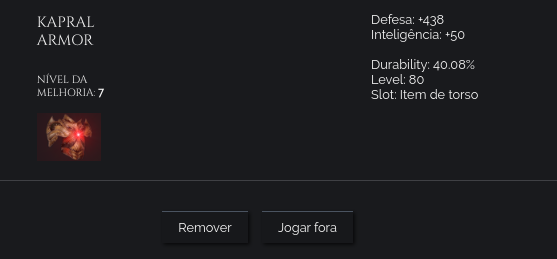 KAPRAL
ARMOR
NÍVEL DA
MELHORIA: 7
Defesa: +438
Inteligência: +50
Durability: 40.08%
Level: 80
Slot: Item de torso
Remover
Jogar fora